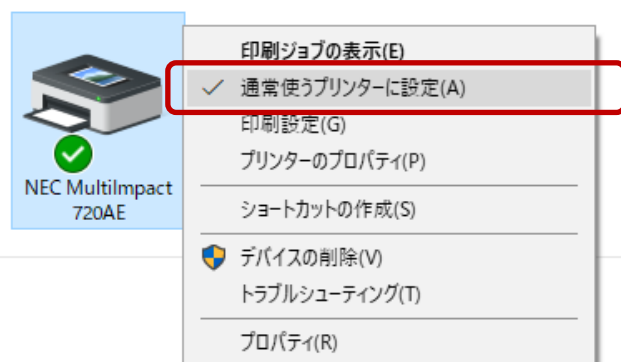 NEC MultiImpact
720AE
印刷ジョブの表示(E)
通常使うプリンターに設定(A)
印刷設定(G)
プリンターのプロパティ(P)
ショートカットの作成(S)
デバイスの削除(V)
トラブルシューティング(T)
プロパティ(R)